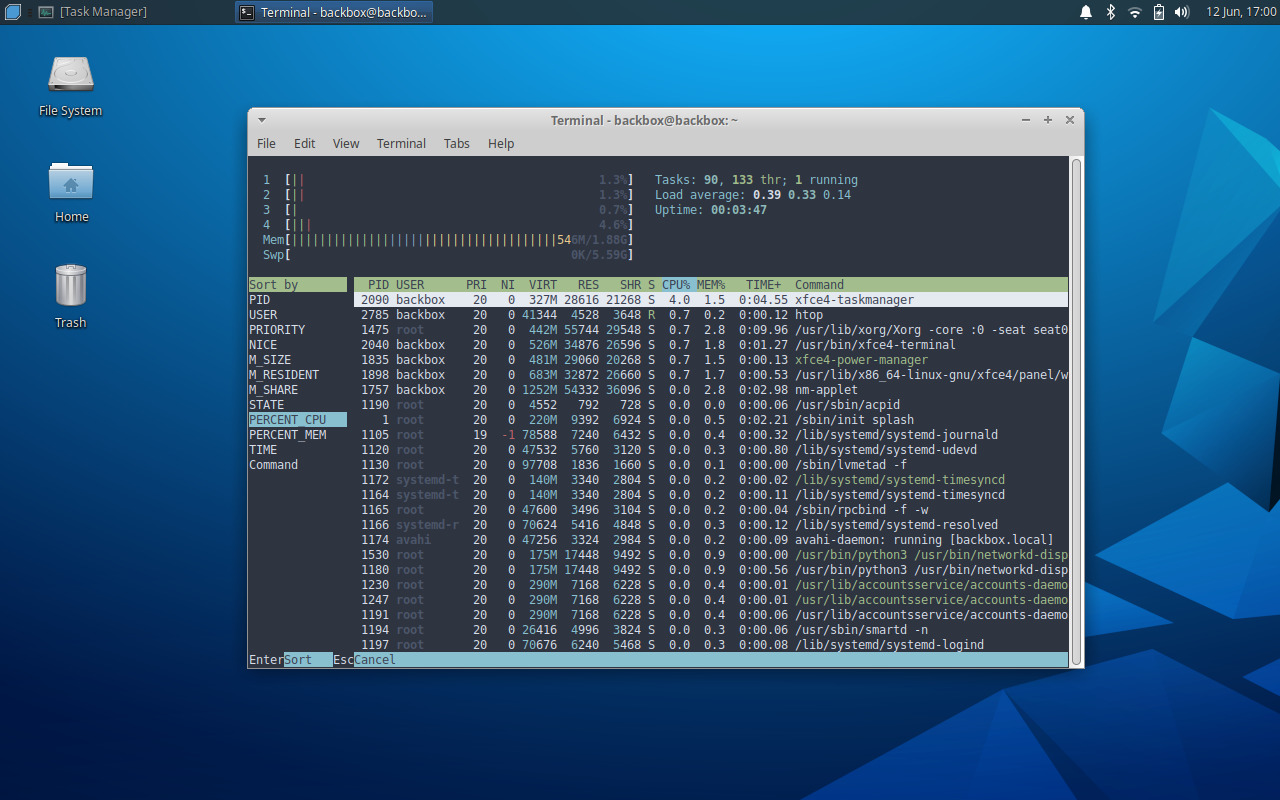 [Task Manager]
Terminal - backbox@backbo...
12 Jun, 17:00
File System
Home
Trash
Terminal - backbox@backbox: ~
File Edit View Terminal Tabs Help
1 [|| 1.3%] Tasks: 90, 133 thr; 1 running
2 [|| 1.3%] Load average: 0.39 0.33 0.14
3 [| 0.7%] Uptime: 00:03:47
4 [||| 4.6%]
Mem[||||||||||||||||||||||||||||||||||||||546M/1.88G]
Swp[ 0K/5.59G]
Sort by PID USER PRI NI VIRT RES SHR S CPU% MEM% TIME+ Command
PID 2090 backbox 20 0 327M 28616 21268 S 4.0 1.5 0:04.55 xfce4-taskmanager
USER 2785 backbox 20 0 41344 4528 3648 R 0.7 0.2 0:00.12 htop
PRIORITY 1475 root 20 0 442M 55744 29548 S 0.7 2.8 0:09.96 /usr/lib/xorg/Xorg -core :0 -seat seat0
NICE 2040 backbox 20 0 526M 34876 26596 S 0.7 1.8 0:01.27 /usr/bin/xfce4-terminal
M_SIZE 1835 backbox 20 0 481M 29060 20268 S 0.7 1.5 0:00.13 xfce4-power-manager
M_RESIDENT 1898 backbox 20 0 683M 32872 26660 S 0.7 1.7 0:00.53 /usr/lib/x86_64-linux-gnu/xfce4/panel/w
M_SHARE 1757 backbox 20 0 1252M 54332 36096 S 0.0 2.8 0:02.98 nm-applet
STATE 1190 root 20 0 4552 792 728 S 0.0 0.0 0:00.06 /usr/sbin/acpid
PERCENT_CPU 1 root 20 0 220M 9392 6924 S 0.0 0.5 0:02.21 /sbin/init splash
PERCENT_MEM 1105 root 19 -1 78588 7240 6432 S 0.0 0.4 0:00.32 /lib/systemd/systemd-journald
TIME 1120 root 20 0 47532 5760 3120 S 0.0 0.3 0:00.80 /lib/systemd/systemd-udevd
Command 1130 root 20 0 97708 1836 1660 S 0.0 0.1 0:00.00 /sbin/lvmetad -f
1172 systemd-t 20 0 140M 3340 2804 S 0.0 0.2 0:00.02 /lib/systemd/systemd-timesyncd
1164 systemd-t 20 0 140M 3340 2804 S 0.0 0.2 0:00.11 /lib/systemd/systemd-timesyncd
1165 root 20 0 47600 3496 3104 S 0.0 0.2 0:00.04 /sbin/rpcbind -f -w
1166 systemd-r 20 0 70624 5416 4848 S 0.0 0.3 0:00.12 /lib/systemd/systemd-resolved
1174 avahi 20 0 47256 3324 2984 S 0.0 0.2 0:00.09 avahi-daemon: running [backbox.local]
1530 root 20 0 175M 17448 9492 S 0.0 0.9 0:00.00 /usr/bin/python3 /usr/bin/networkd-disp
1180 root 20 0 175M 17448 9492 S 0.0 0.9 0:00.56 /usr/bin/python3 /usr/bin/networkd-disp
1230 root 20 0 290M 7168 6228 S 0.0 0.4 0:00.01 /usr/lib/accountsservice/accounts-daemo
1247 root 20 0 290M 7168 6228 S 0.0 0.4 0:00.01 /usr/lib/accountsservice/accounts-daemo
1191 root 20 0 290M 7168 6228 S 0.0 0.4 0:00.06 /usr/lib/accountsservice/accounts-daemo
1194 root 20 0 26416 4996 3824 S 0.0 0.3 0:00.06 /usr/sbin/smartd -n
1197 root 20 0 70676 6240 5468 S 0.0 0.3 0:00.08 /lib/systemd/systemd-logind
EnterSort EscCancel